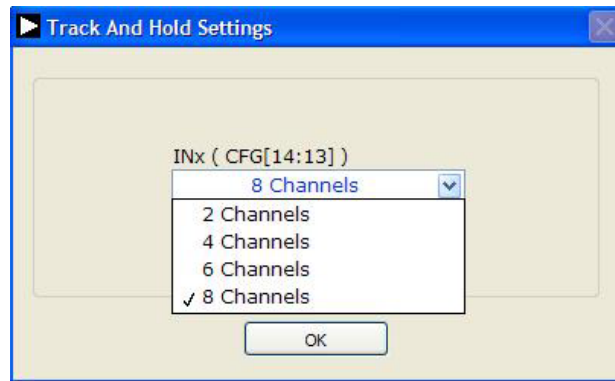 Track And Hold Settings
INx ( CFG[14:13] )
8 Channels
2 Channels
4 Channels
6 Channels
✓ 8 Channels
OK